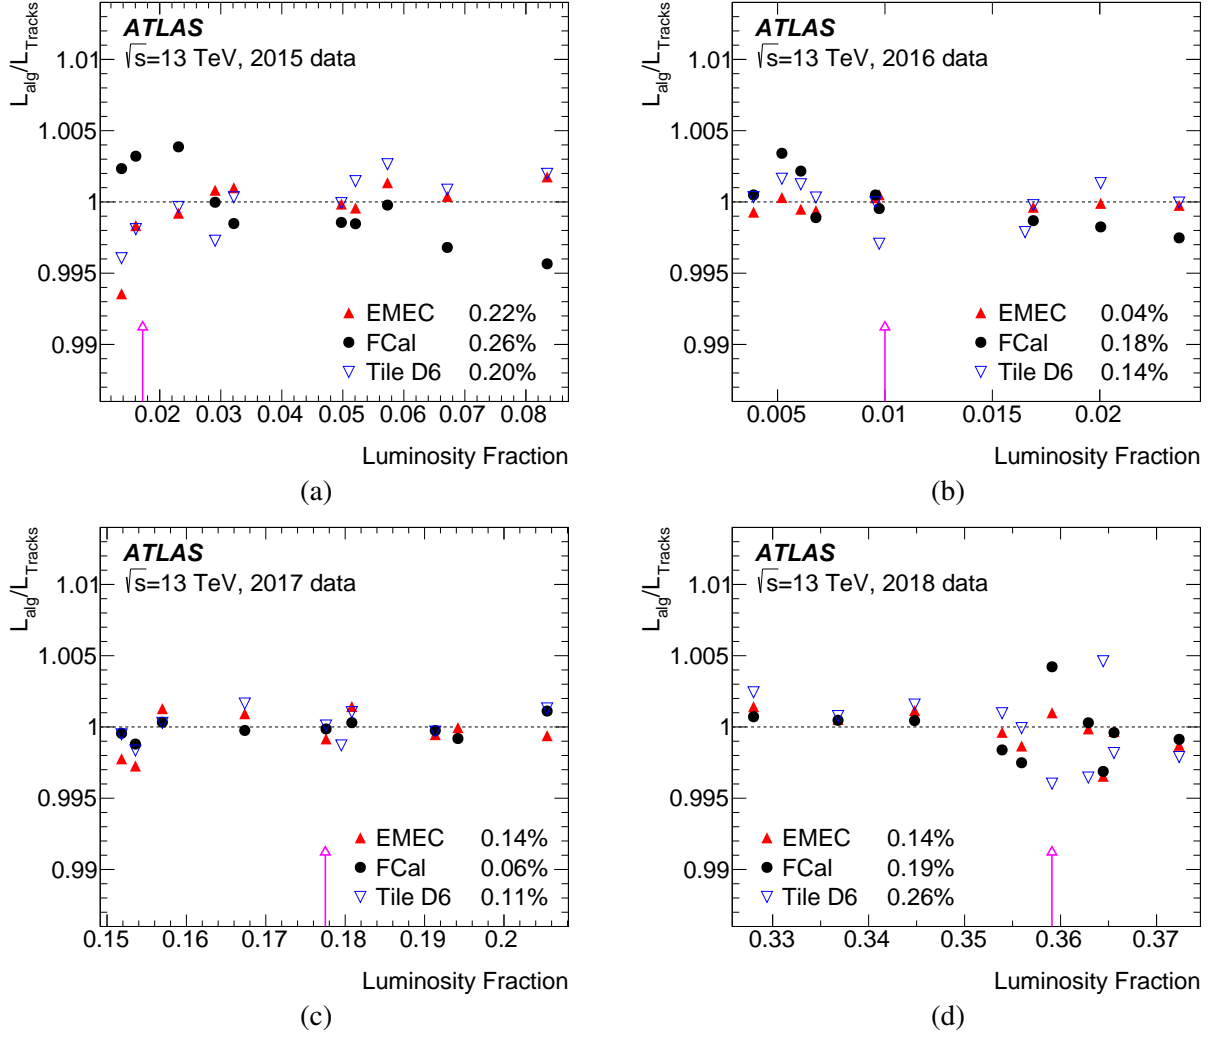 L_alg/L_Tracks
ATLAS
√s=13 TeV, 2015 data
1.01
1.005
1
0.995
0.99
EMEC 0.22%
FCal 0.26%
Tile D6 0.20%
0.02 0.03 0.04 0.05 0.06 0.07 0.08
Luminosity Fraction
(a)
L_alg/L_Tracks
ATLAS
√s=13 TeV, 2016 data
1.01
1.005
1
0.995
0.99
EMEC 0.04%
FCal 0.18%
Tile D6 0.14%
0.005 0.01 0.015 0.02
Luminosity Fraction
(b)
L_alg/L_Tracks
ATLAS
√s=13 TeV, 2017 data
1.01
1.005
1
0.995
0.99
EMEC 0.14%
FCal 0.06%
Tile D6 0.11%
0.15 0.16 0.17 0.18 0.19 0.2
Luminosity Fraction
(c)
L_alg/L_Tracks
ATLAS
√s=13 TeV, 2018 data
1.01
1.005
1
0.995
0.99
EMEC 0.14%
FCal 0.19%
Tile D6 0.26%
0.33 0.34 0.35 0.36 0.37
Luminosity Fraction
(d)